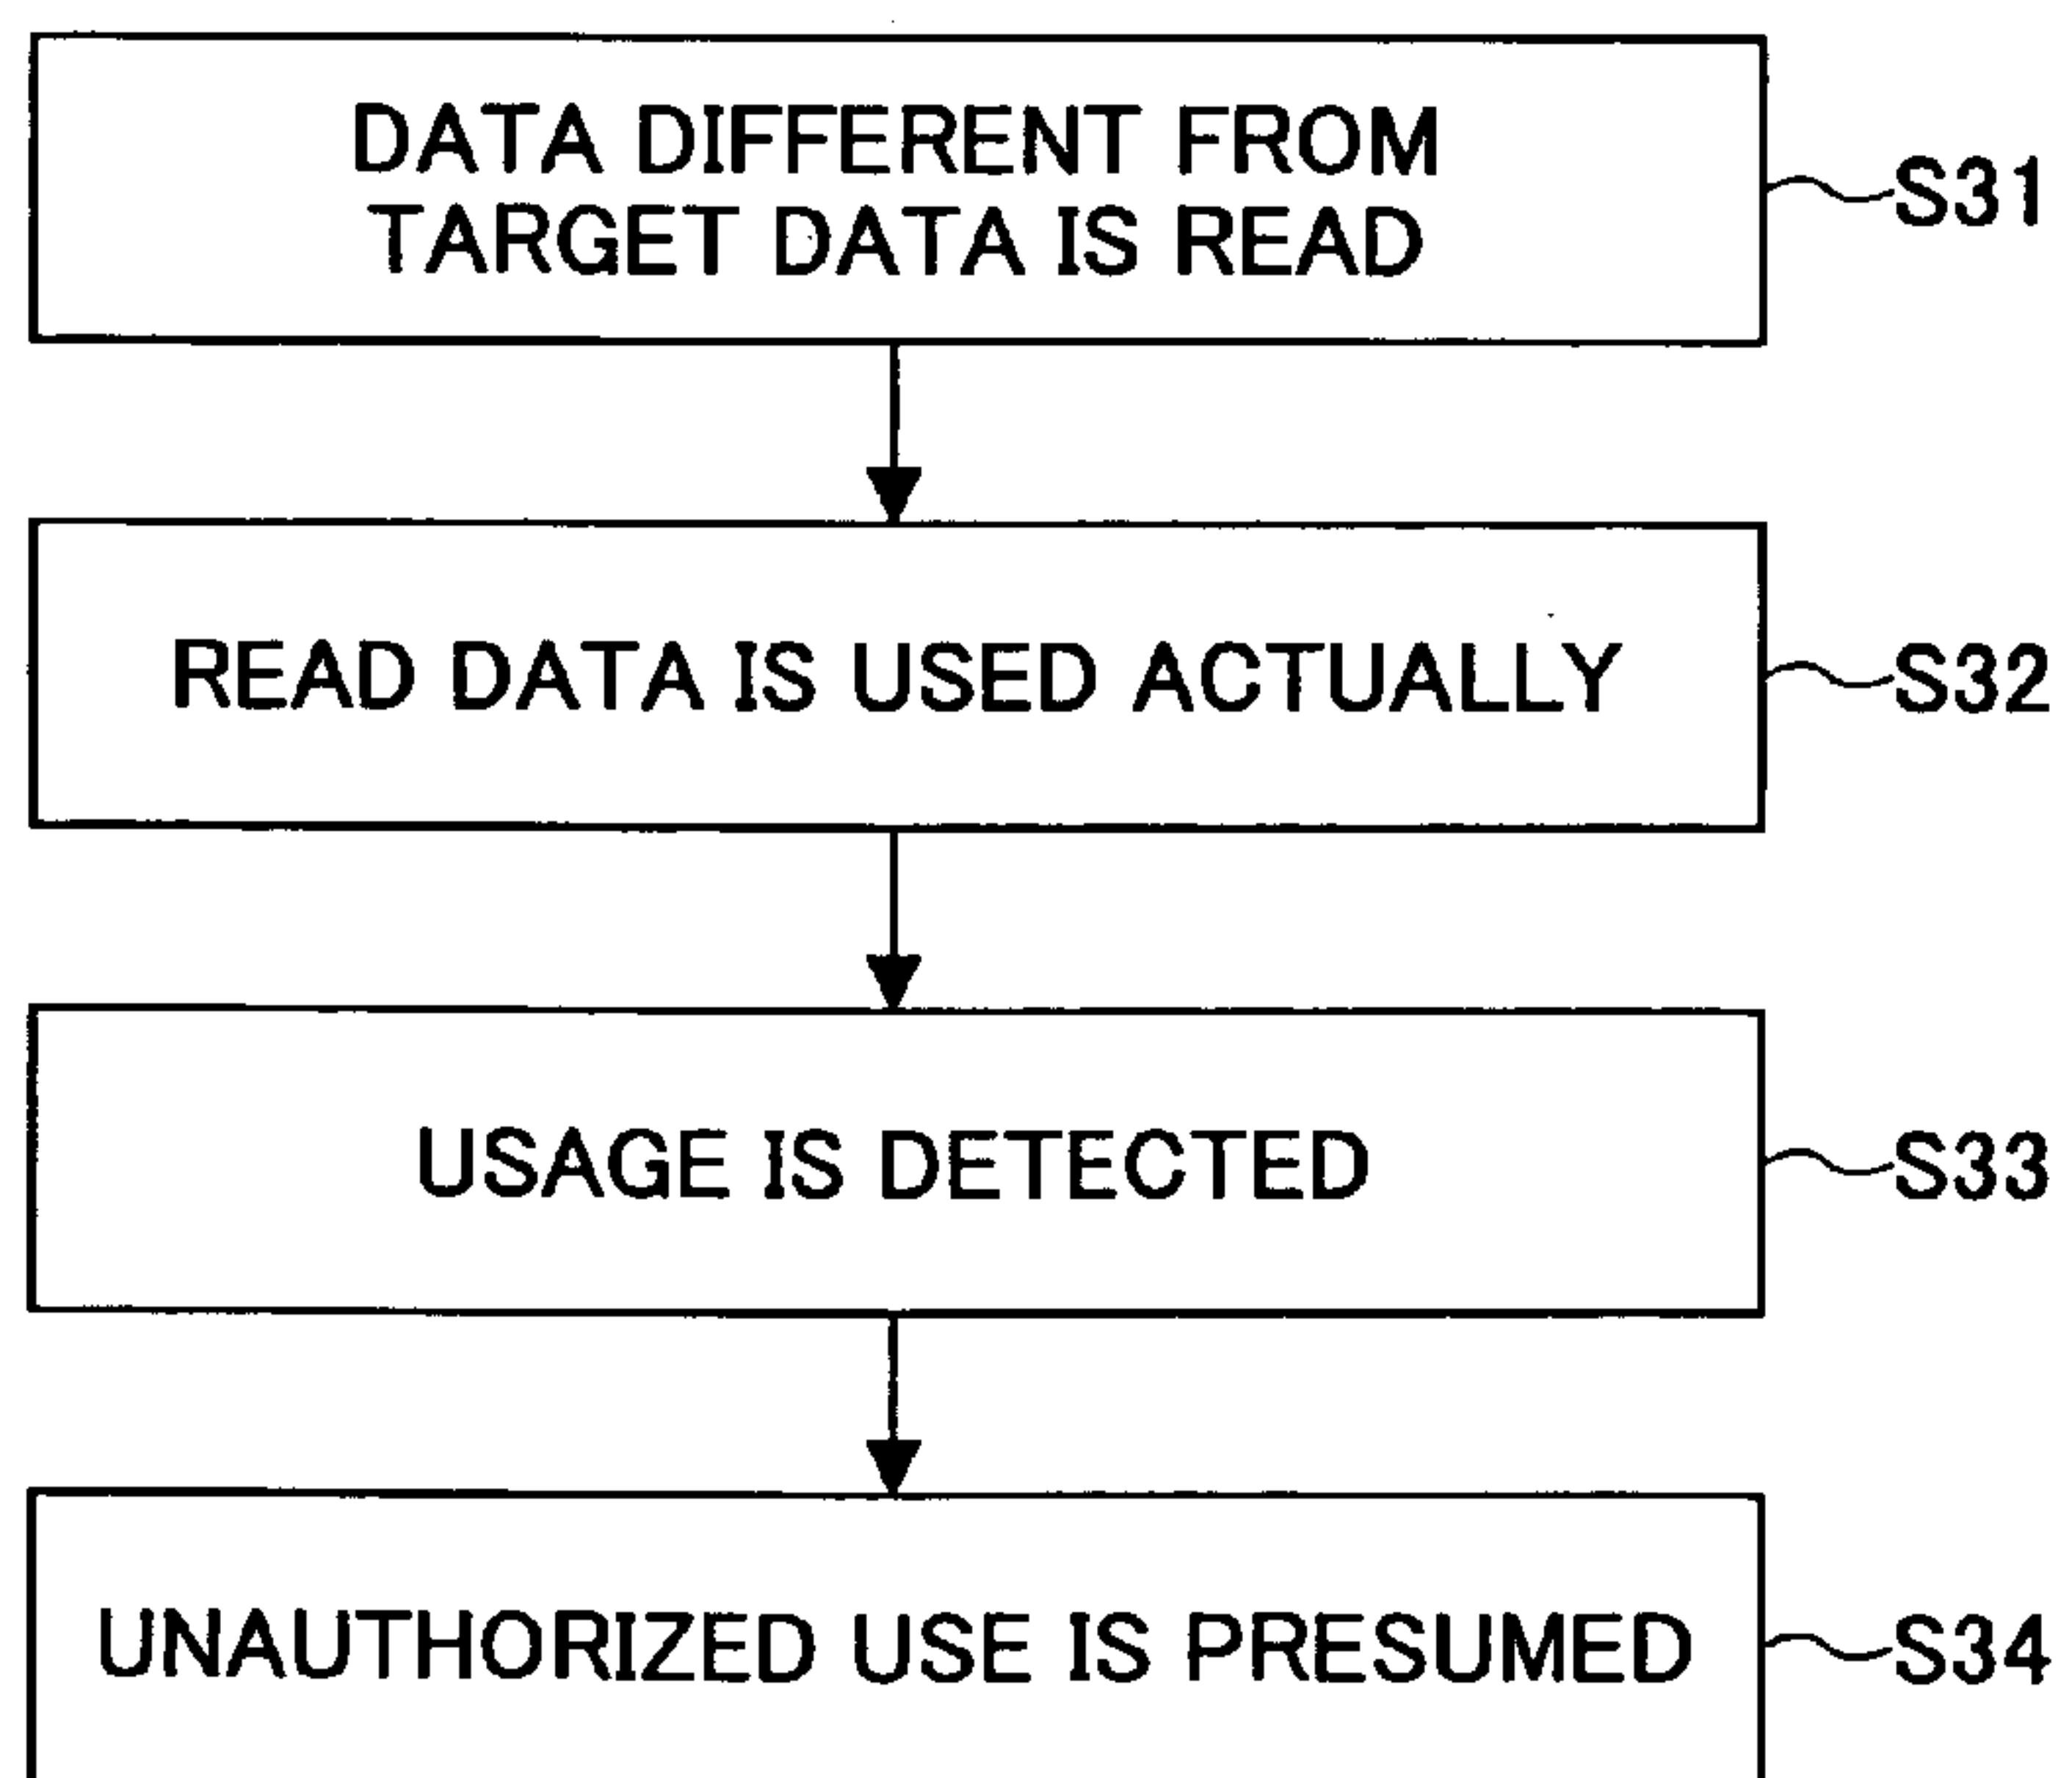 DATA DIFFERENT FROM
TARGET DATA IS READ
S31
READ DATA IS USED ACTUALLY
S32
USAGE IS DETECTED
S33
UNAUTHORIZED USE IS PRESUMED
S34